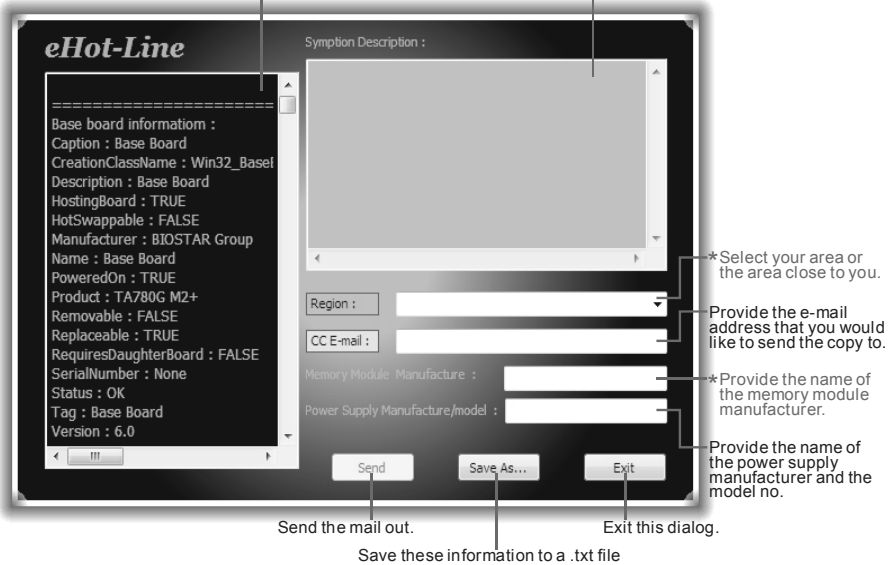 eHot-Line
Symption Description :
==========================
Base board informatiom :
Caption : Base Board
CreationClassName : Win32_BaseB
Description : Base Board
HostingBoard : TRUE
HotSwappable : FALSE
Manufacturer : BIOSTAR Group
Name : Base Board
PoweredOn : TRUE
Product : TA780G M2+
Removable : FALSE
Replaceable : TRUE
RequiresDaughterBoard : FALSE
SerialNumber : None
Status : OK
Tag : Base Board
Version : 6.0
Region :
CC E-mail :
Memory Module Manufacture :
Power Supply Manufacture/model :
Send
Save As...
Exit
*Select your area or
the area close to you.
Provide the e-mail
address that you would
like to send the copy to.
*Provide the name of
the memory module
manufacturer.
Provide the name of
the power supply
manufacturer and the
model no.
Send the mail out.
Exit this dialog.
Save these information to a .txt file